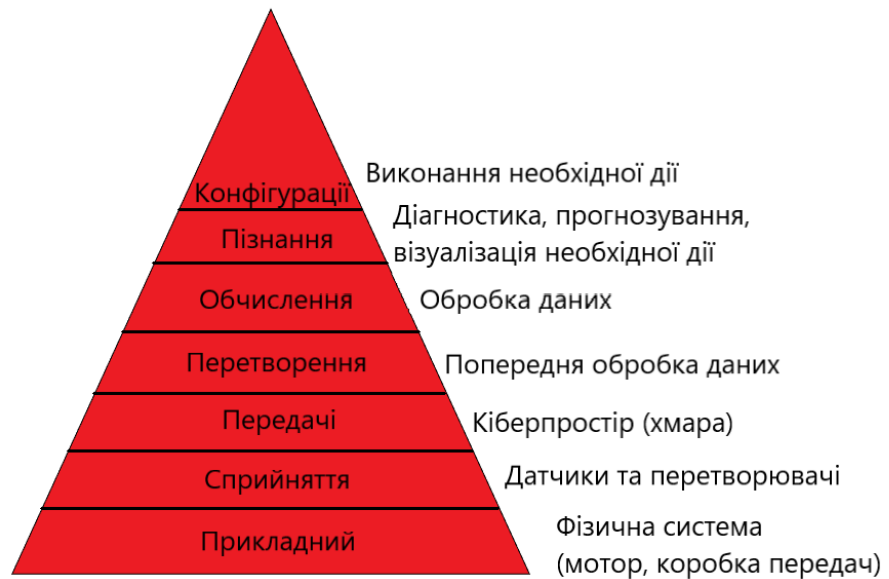 Виконання необхідної дії
Конфігурації
Діагностика, прогнозування,
візуалізація необхідної дії
Пізнання
Обчислення
Обробка даних
Перетворення
Попередня обробка даних
Передачі
Кіберпростір (хмара)
Сприйняття
Датчики та перетворювачі
Прикладний
Фізична система
(мотор, коробка передач)